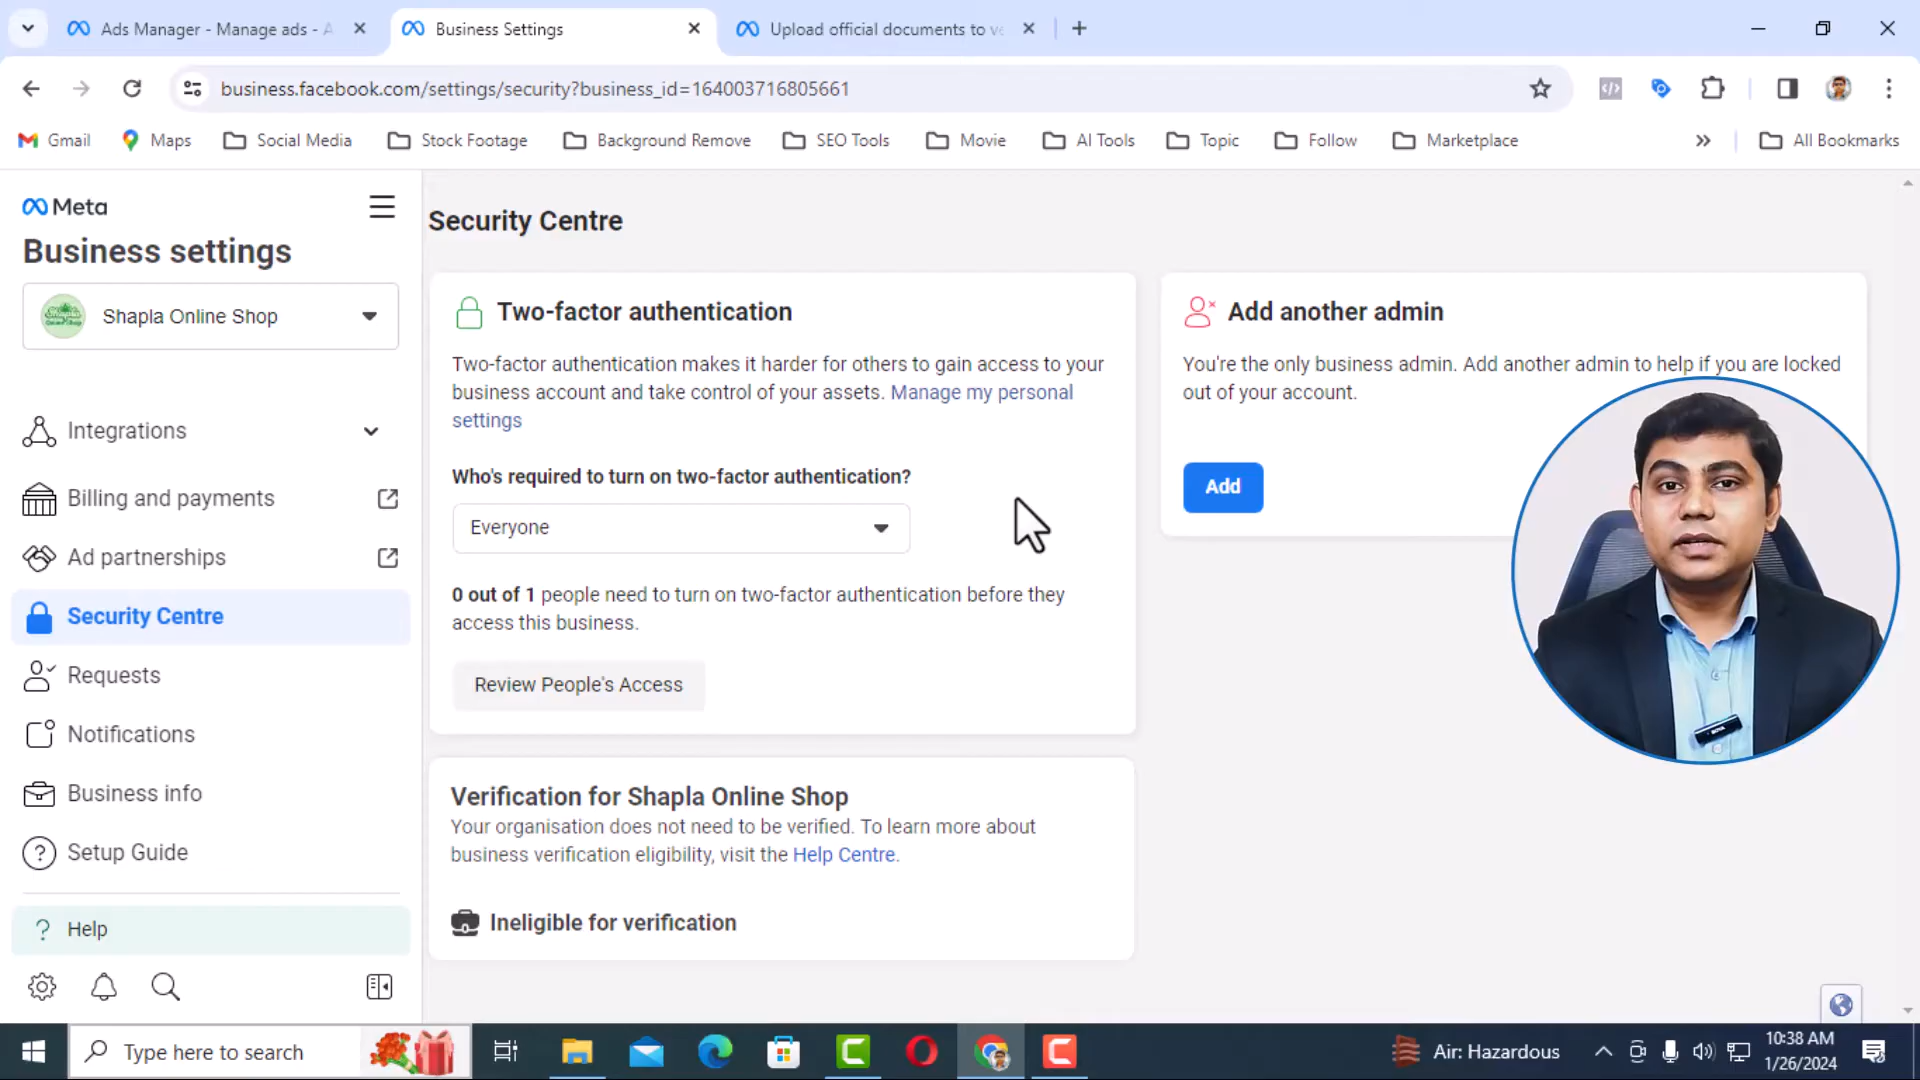 Ads Manager - Manage ads - A
Business Settings
Upload official documents to ve
business.facebook.com/settings/security?business_id=164003716805661
Gmail
Maps
Social Media
Stock Footage
Background Remove
SEO Tools
Movie
AI Tools
Topic
Follow
Marketplace
All Bookmarks
Meta
Business settings
Shapla Online Shop
Integrations
Billing and payments
Ad partnerships
Security Centre
Requests
Notifications
Business info
Setup Guide
? Help
Security Centre
Two-factor authentication
Two-factor authentication makes it harder for others to gain access to your
business account and take control of your assets. Manage my personal
settings
Who's required to turn on two-factor authentication?
Everyone
0 out of 1 people need to turn on two-factor authentication before they
access this business.
Review People's Access
Add another admin
You're the only business admin. Add another admin to help if you are locked
out of your account.
Add
BOYA
Verification for Shapla Online Shop
Your organisation does not need to be verified. To learn more about
business verification eligibility, visit the Help Centre.
Ineligible for verification
Type here to search
Air: Hazardous
10:38 AM
1/26/2024